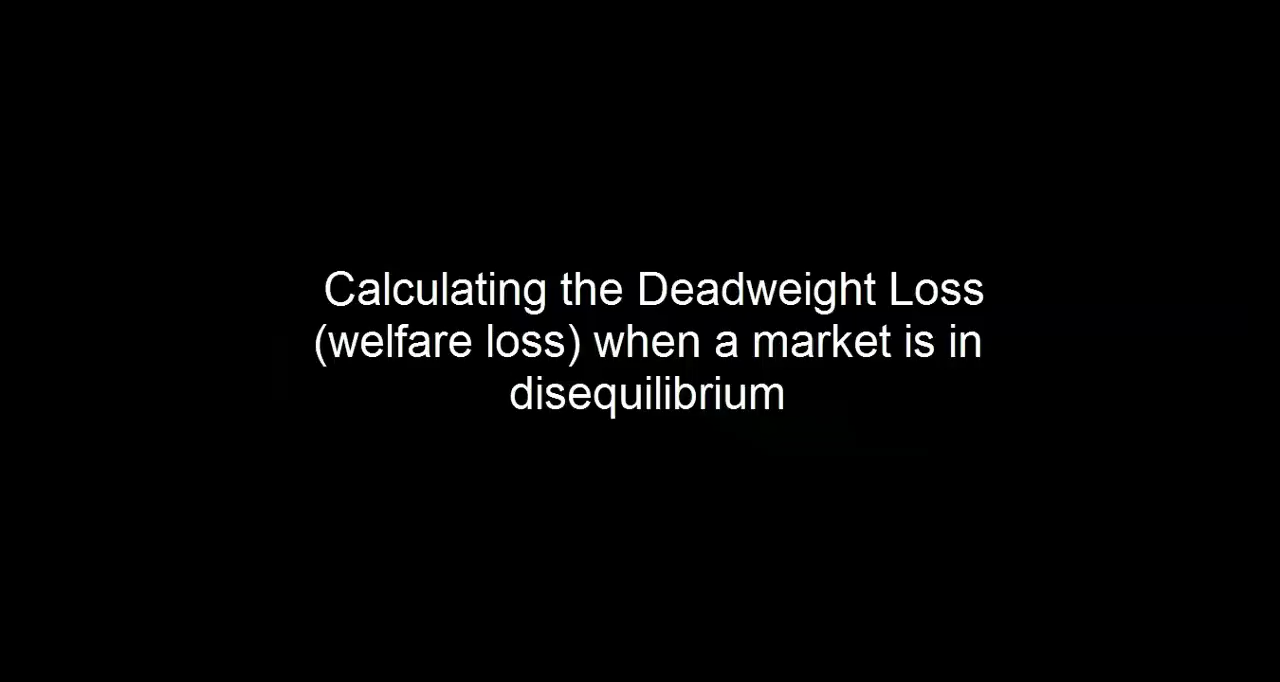 Calculating the Deadweight Loss
(welfare loss) when a market is in
disequilibrium